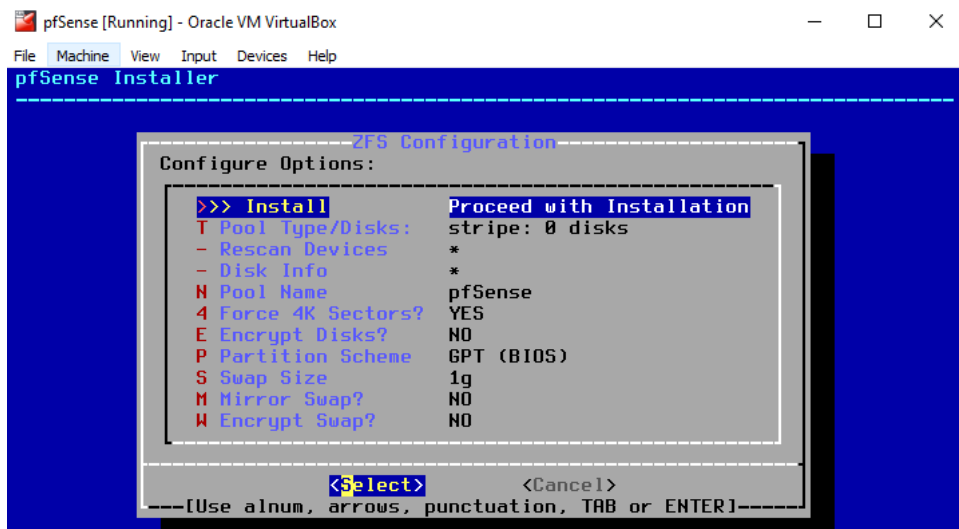 pfSense [Running] - Oracle VM VirtualBox
File Machine View Input Devices Help
pfSense Installer
ZFS Configuration
Configure Options:
>>> Install Proceed with Installation
T Pool Type/Disks: stripe: 0 disks
- Rescan Devices *
- Disk Info *
N Pool Name pfSense
4 Force 4K Sectors? YES
E Encrypt Disks? NO
P Partition Scheme GPT (BIOS)
S Swap Size 1g
M Mirror Swap? NO
W Encrypt Swap? NO
<Select> <Cancel>
[Use alnum, arrows, punctuation, TAB or ENTER]